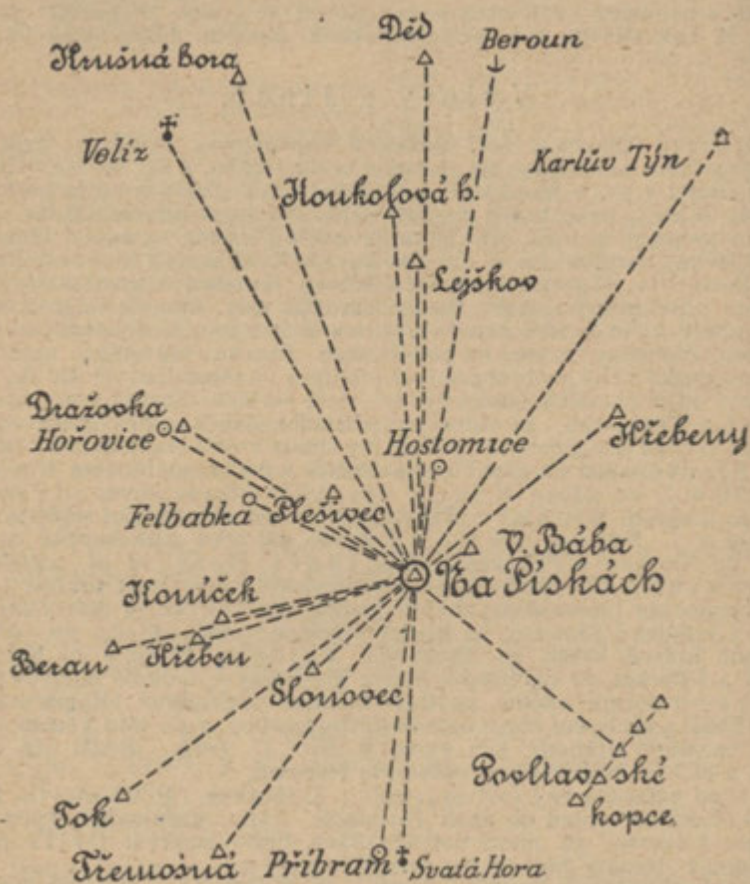 Děd
Beroun
Hrušná hora
Velíz
Karlův Týn
Koukolová h.
Lejškov
Dražovka
Hořovice
Hostomice
Hřebeny
Felbabka
Plešivec
V. Bába
Na Pískách
Koníček
Beran
Hřeben
Slonovec
Povltavské
kopce
Tok
Třemošná
Příbram
Svatá Hora